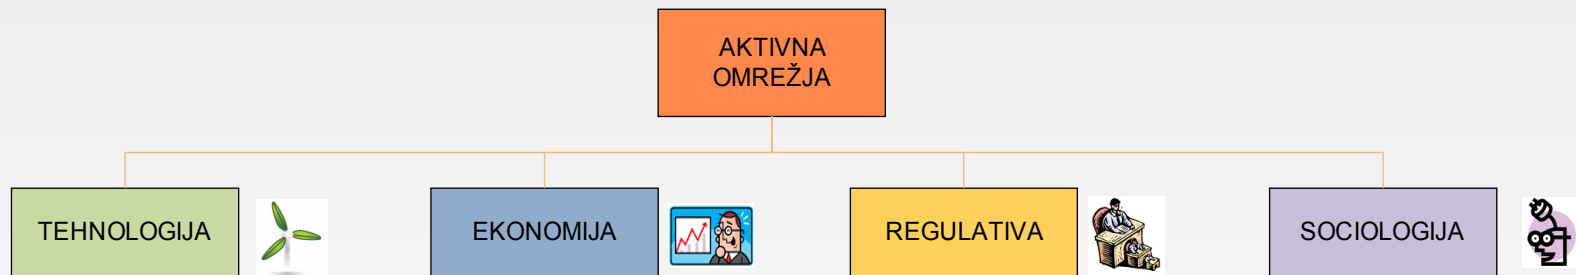 AKTIVNA
OMREŽJA
TEHNOLOGIJA
EKONOMIJA
REGULATIVA
SOCIOLOGIJA